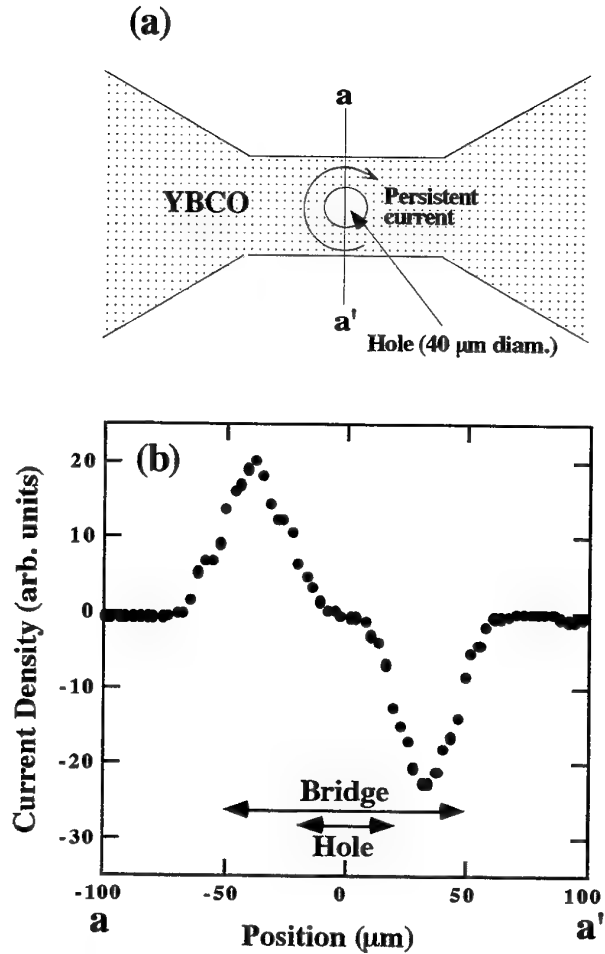 (a)
a
YBCO
Persistent
current
a'
Hole (40 µm diam.)
(b)
Current Density (arb. units)
20
10
0
-10
-20
-30
Bridge
Hole
-100
-50
0
50
100
a
a'
Position (µm)